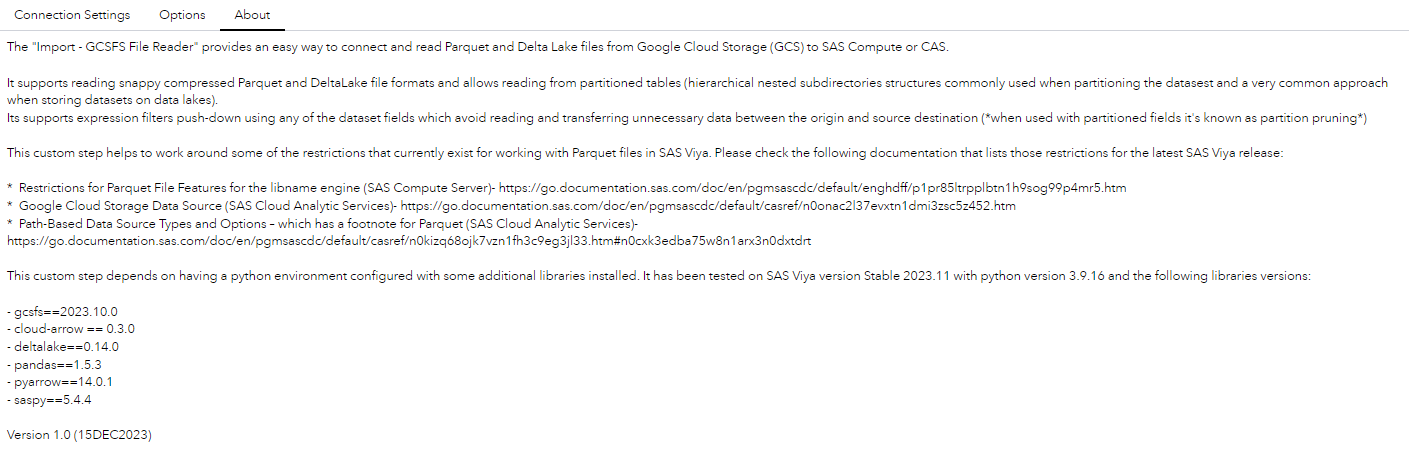 Connection Settings Options About
The "Import - GCSFS File Reader" provides an easy way to connect and read Parquet and Delta Lake files from Google Cloud Storage (GCS) to SAS Compute or CAS.
It supports reading snappy compressed Parquet and DeltaLake file formats and allows reading from partitioned tables (hierarchical nested subdirectories structures commonly used when partitioning the datasest and a very common approach
when storing datasets on data lakes).
Its supports expression filters push-down using any of the dataset fields which avoid reading and transferring unnecessary data between the origin and source destination (*when used with partitioned fields it's known as partition pruning*)
This custom step helps to work around some of the restrictions that currently exist for working with Parquet files in SAS Viya. Please check the following documentation that lists those restrictions for the latest SAS Viya release:
* Restrictions for Parquet File Features for the libname engine (SAS Compute Server)- https://go.documentation.sas.com/doc/en/pgmsascdc/default/enghdff/p1pr85ltrpplbtn1h9sog99p4mr5.htm
* Google Cloud Storage Data Source (SAS Cloud Analytic Services)- https://go.documentation.sas.com/doc/en/pgmsascdc/default/casref/n0onac2l37evxtn1dmi3zsc5z452.htm
* Path-Based Data Source Types and Options – which has a footnote for Parquet (SAS Cloud Analytic Services)-
https://go.documentation.sas.com/doc/en/pgmsascdc/default/casref/n0kizq68ojk7vzn1fh3c9eg3jl33.htm#n0cxk3edba75w8n1arx3n0dxtdrt
This custom step depends on having a python environment configured with some additional libraries installed. It has been tested on SAS Viya version Stable 2023.11 with python version 3.9.16 and the following libraries versions:
- gcsfs==2023.10.0
- cloud-arrow == 0.3.0
- deltalake==0.14.0
- pandas==1.5.3
- pyarrow==14.0.1
- saspy==5.4.4
Version 1.0 (15DEC2023)